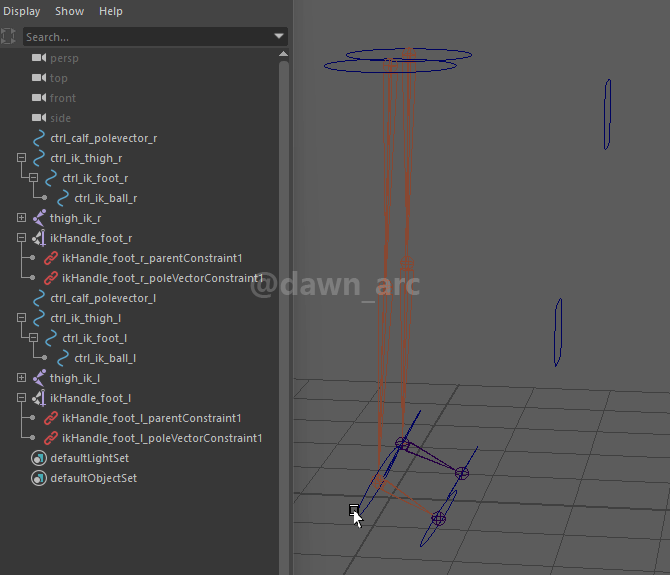 Display Show Help
Search...
persp
top
front
side
ctrl_calf_polevector_r
ctrl_ik_thigh_r
ctrl_ik_foot_r
ctrl_ik_ball_r
thigh_ik_r
ikHandle_foot_r
ikHandle_foot_r_parentConstraint1
ikHandle_foot_r_poleVectorConstraint1
@dawn_arc
ctrl_calf_polevector_l
ctrl_ik_thigh_l
ctrl_ik_foot_l
ctrl_ik_ball_l
thigh_ik_l
ikHandle_foot_l
ikHandle_foot_l_parentConstraint1
ikHandle_foot_l_poleVectorConstraint1
defaultLightSet
defaultObjectSet